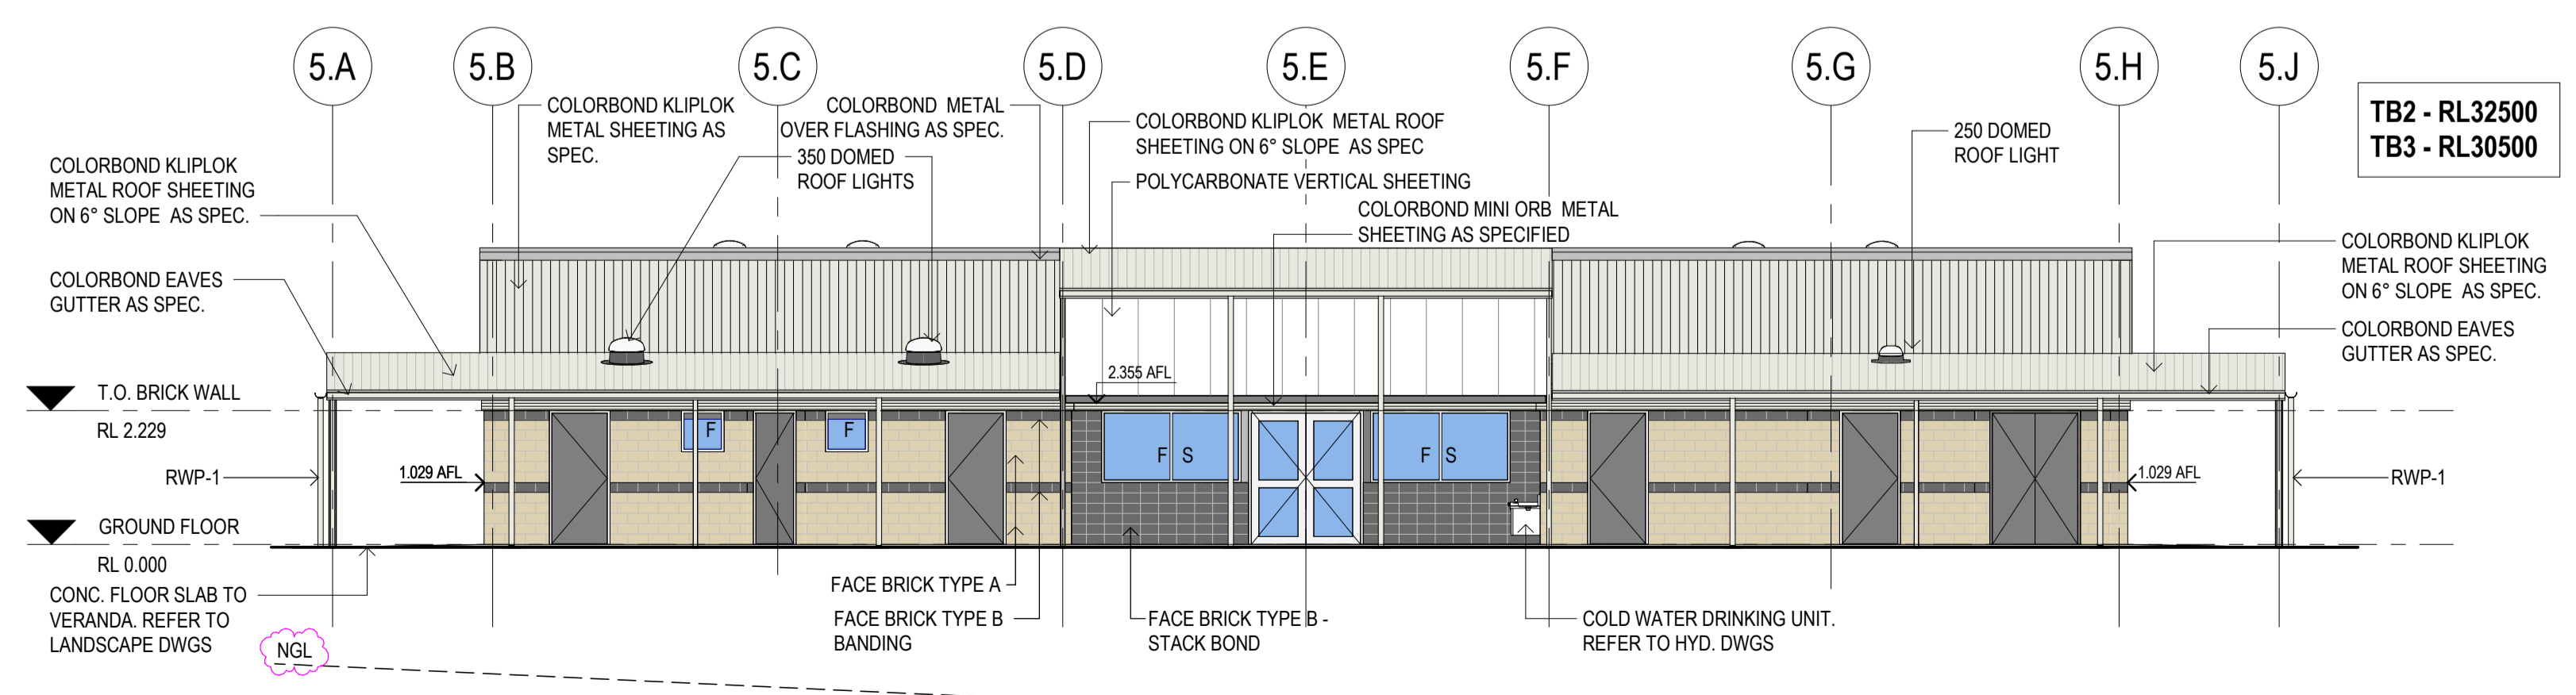 5.A
5.B
5.C
5.D
5.E
5.F
5.G
5.H
5.J
TB2 - RL32500
TB3 - RL30500
COLORBOND KLIPLOK
METAL SHEETING AS
SPEC.
COLORBOND METAL
OVER FLASHING AS SPEC.
350 DOMED
ROOF LIGHTS
COLORBOND KLIPLOK METAL ROOF
SHEETING ON 6° SLOPE AS SPEC
POLYCARBONATE VERTICAL SHEETING
COLORBOND MINI ORB METAL
SHEETING AS SPECIFIED
250 DOMED
ROOF LIGHT
COLORBOND KLIPLOK
METAL ROOF SHEETING
ON 6° SLOPE AS SPEC.
COLORBOND EAVES
GUTTER AS SPEC.
COLORBOND KLIPLOK
METAL ROOF SHEETING
ON 6° SLOPE AS SPEC.
COLORBOND EAVES
GUTTER AS SPEC.
2.355 AFL
T.O. BRICK WALL
RL 2.229
F
F
F S
F S
RWP-1
1.029 AFL
1.029 AFL
RWP-1
GROUND FLOOR
RL 0.000
CONC. FLOOR SLAB TO
VERANDA. REFER TO
LANDSCAPE DWGS
FACE BRICK TYPE A
FACE BRICK TYPE B
BANDING
FACE BRICK TYPE B -
STACK BOND
COLD WATER DRINKING UNIT.
REFER TO HYD. DWGS
NGL